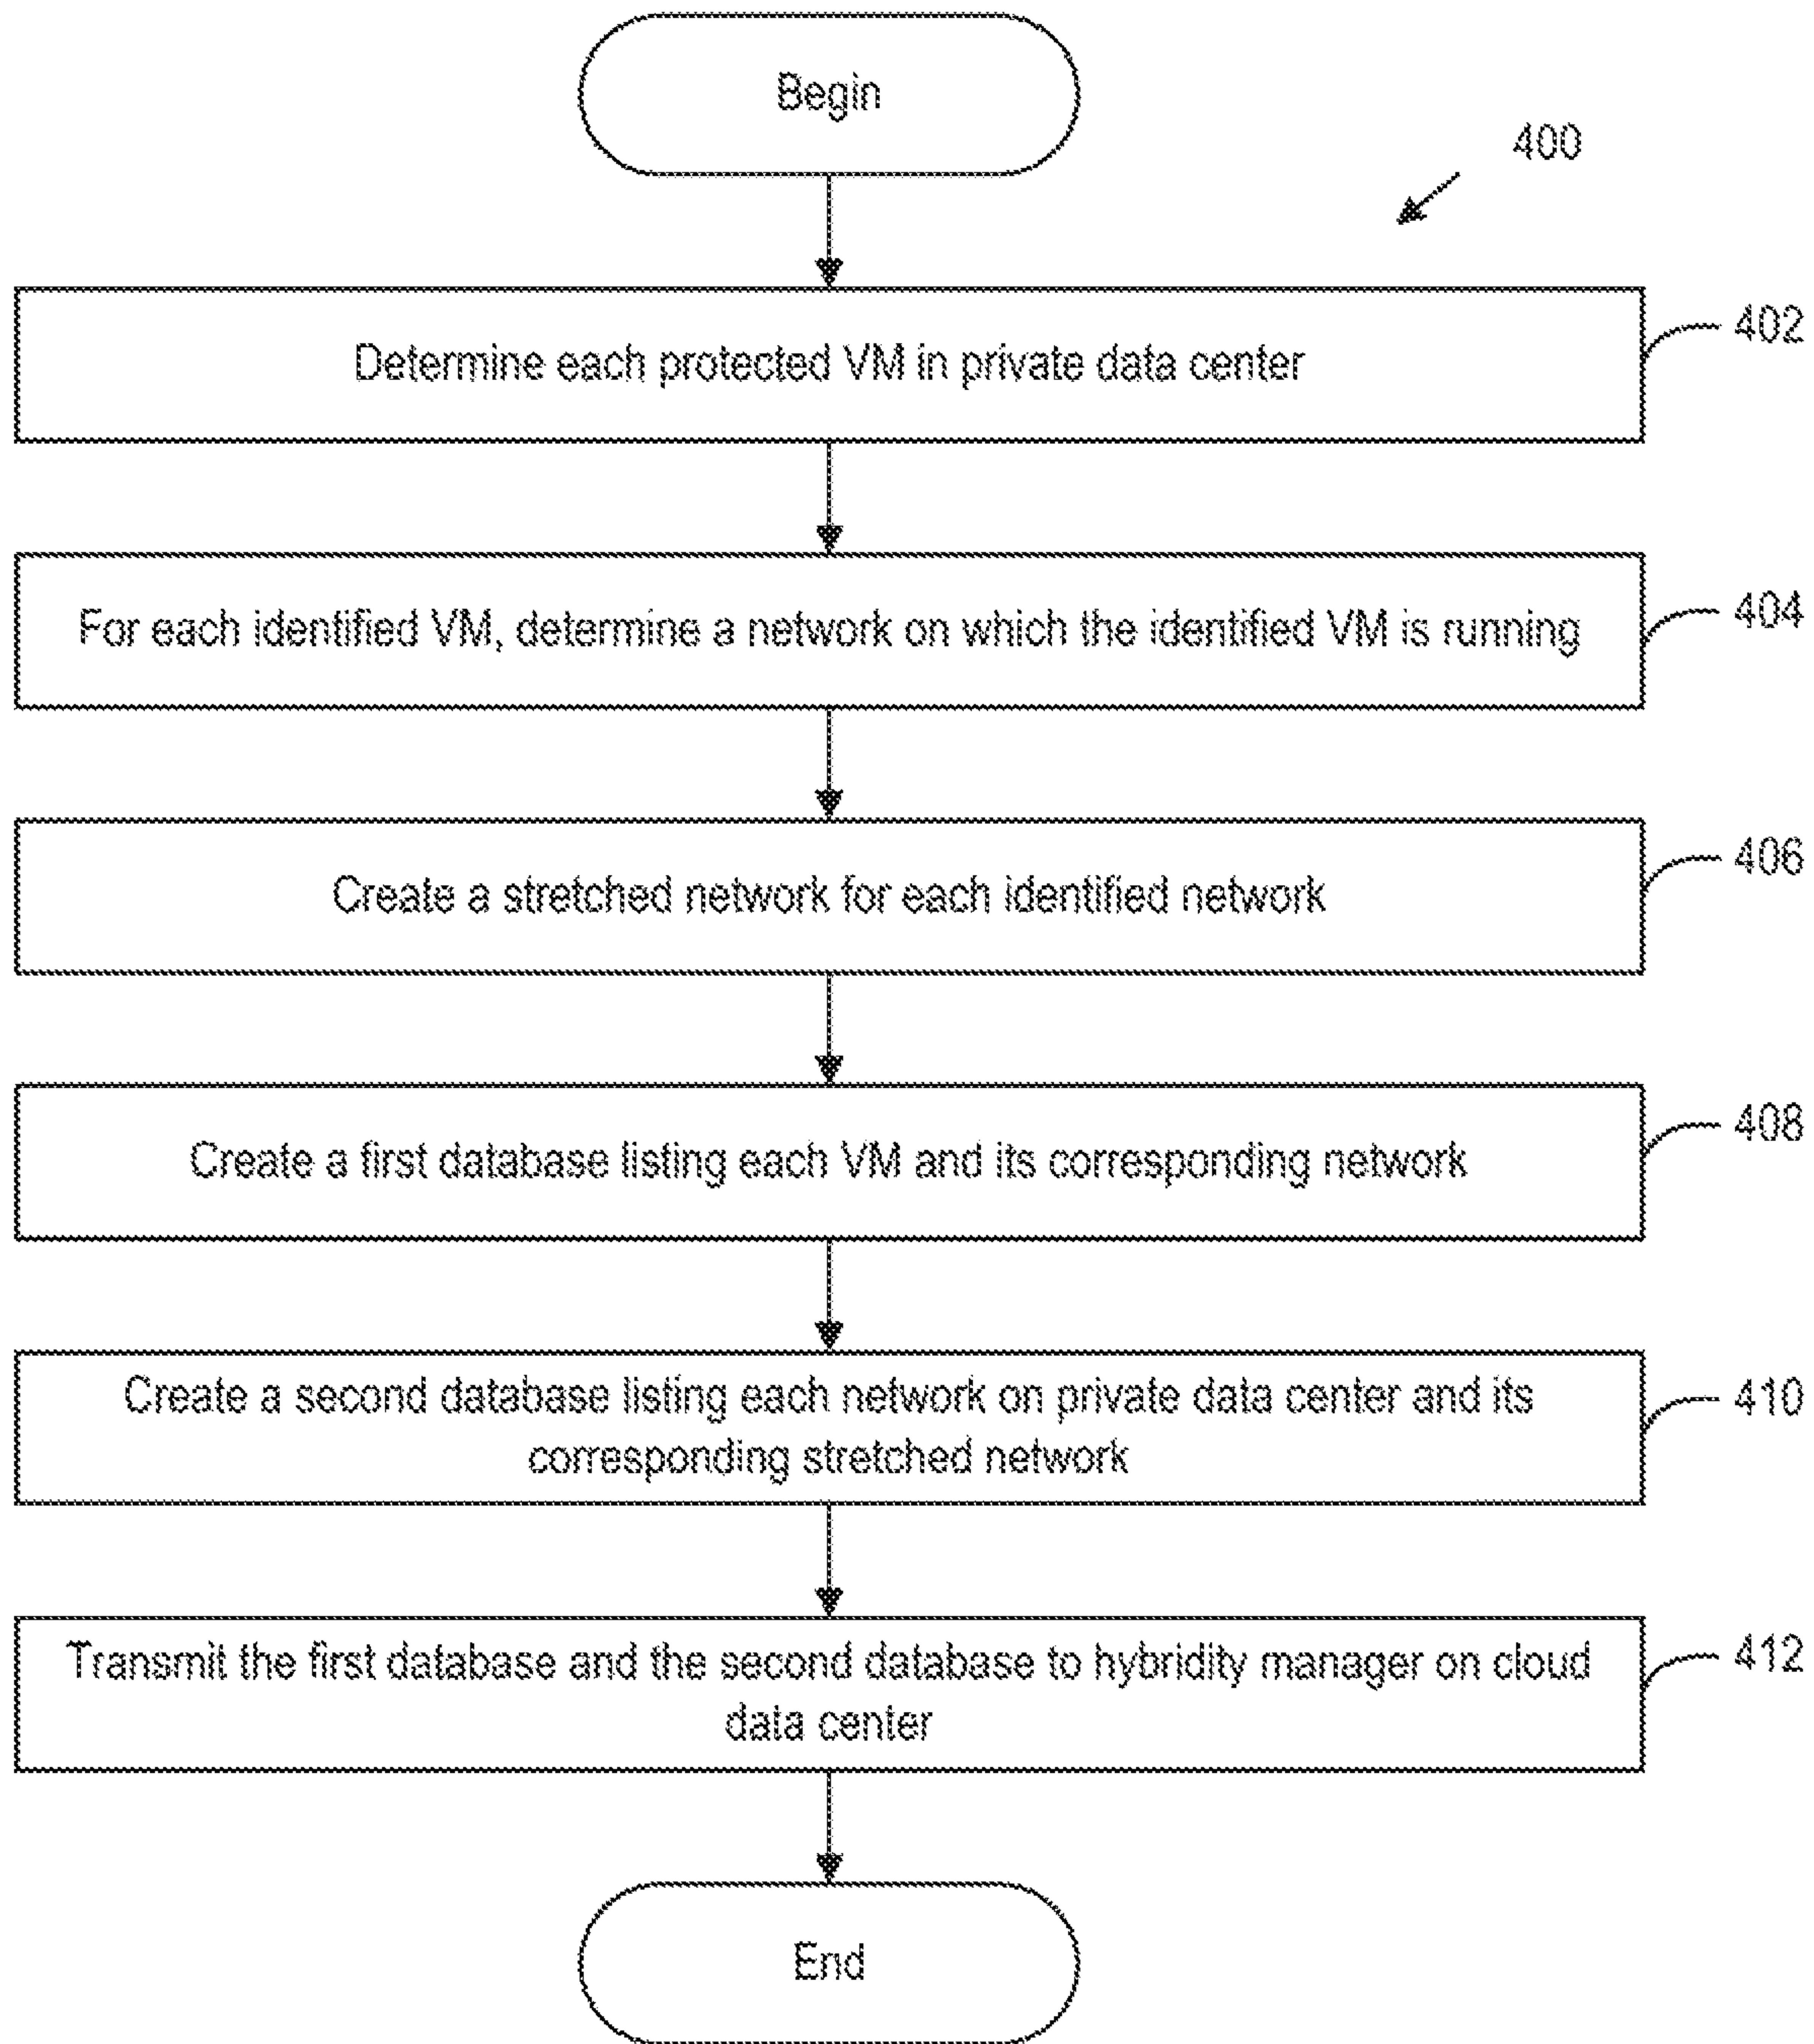 Begin
400
Determine each protected VM in private data center
402
For each identified VM, determine a network on which the identified VM is running
404
Create a stretched network for each identified network
406
Create a first database listing each VM and its corresponding network
408
Create a second database listing each network on private data center and its
corresponding stretched network
410
Transmit the first database and the second database to hybridity manager on cloud
data center
412
End